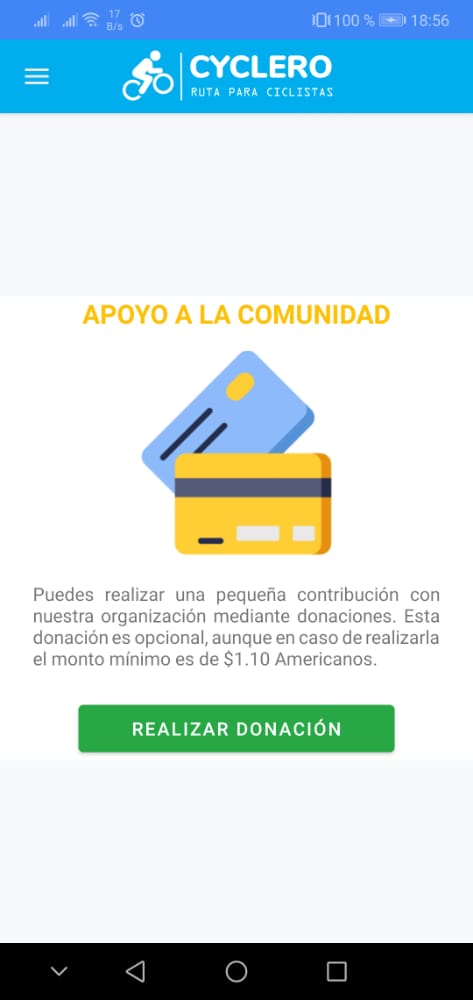 17
B/s
100 %
18:56
CYCLERO
RUTA PARA CICLISTAS
APOYO A LA COMUNIDAD
Puedes realizar una pequeña contribución con
nuestra organización mediante donaciones. Esta
donación es opcional, aunque en caso de realizarla
el monto mínimo es de $1.10 Americanos.
REALIZAR DONACIÓN